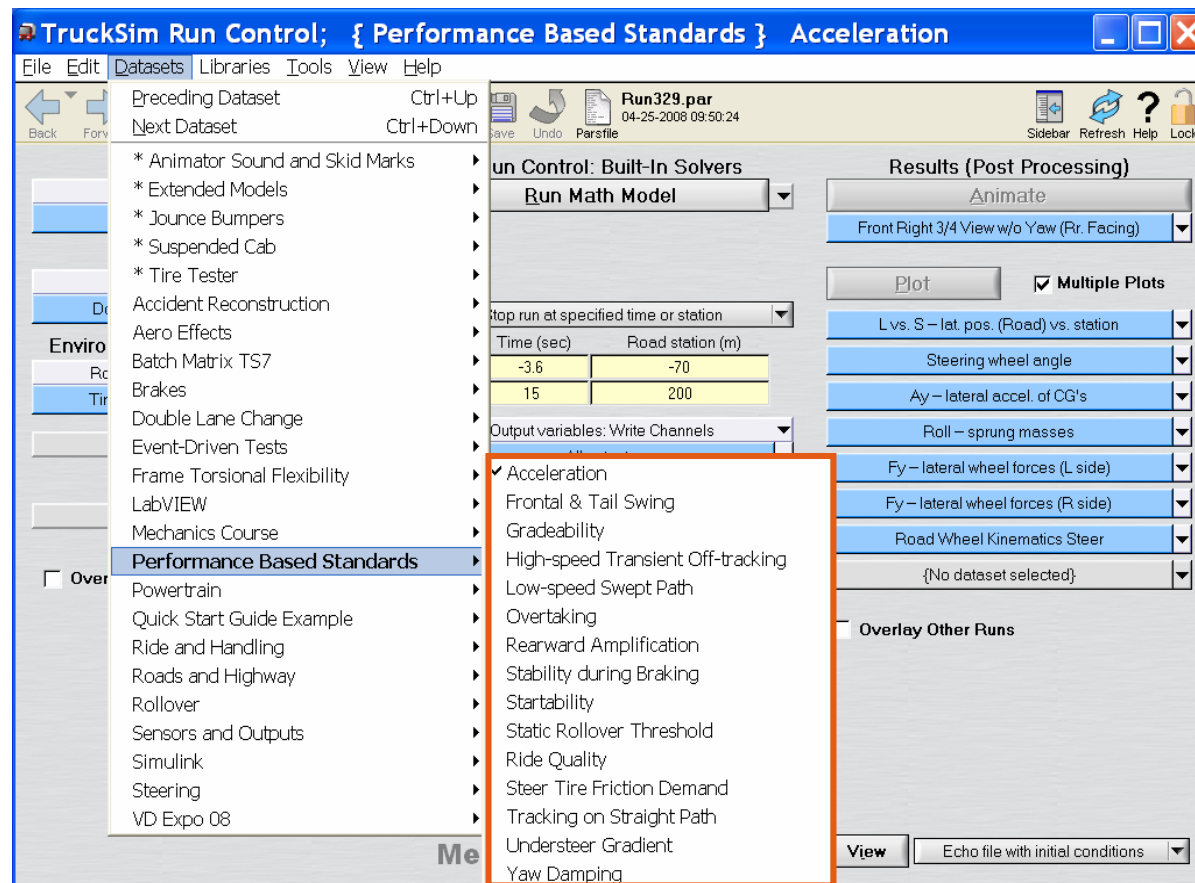 TruckSim Run Control; { Performance Based Standards } Acceleration
File Edit Datasets Libraries Tools View Help
Back
Undo Parsfile
Run329.par
04-25-2008 09:50:24
Sidebar Refresh Help Lock
Preceding Dataset Ctrl+Up
Next Dataset Ctrl+Down
* Animator Sound and Skid Marks
* Extended Models
* Jounce Bumpers
* Suspended Cab
* Tire Tester
Accident Reconstruction
Aero Effects
Batch Matrix TS7
Brakes
Double Lane Change
Event-Driven Tests
Frame Torsional Flexibility
LabVIEW
Mechanics Course
Performance Based Standards
Powertrain
Quick Start Guide Example
Ride and Handling
Roads and Highway
Rollover
Sensors and Outputs
Simulink
Steering
VD Expo 08
Enviro
Over
un Control: Built-In Solvers
Run Math Model
Stop run at specified time or station
Time (sec) Road station (m)
-3.6 -70
15 200
Output variables: Write Channels
Acceleration
Frontal & Tail Swing
Gradeability
High-speed Transient Off-tracking
Low-speed Swept Path
Overtaking
Rearward Amplification
Stability during Braking
Startability
Static Rollover Threshold
Ride Quality
Steer Tire Friction Demand
Tracking on Straight Path
Understeer Gradient
Yaw Damping
Results (Post Processing)
Animate
Front Right 3/4 View w/o Yaw (Rr. Facing)
Plot Multiple Plots
L vs. S – lat. pos. (Road) vs. station
Steering wheel angle
Ay – lateral accel. of CG's
Roll – sprung masses
Fy – lateral wheel forces (L side)
Fy – lateral wheel forces (R side)
Road Wheel Kinematics Steer
{No dataset selected}
Overlay Other Runs
Me
View Echo file with initial conditions